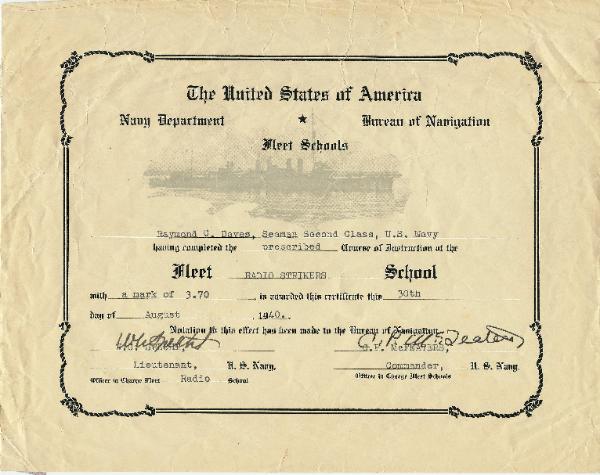 The United States of America
Navy Department ★ Bureau of Navigation
Fleet Schools
Raymond G. Daves, Seaman Second Class, U.S. Navy
having completed the prescribed Course of Instruction at the
Fleet RADIO STRIKERS School
with a mark of 3.70 , is awarded this certificate this 30th
day of August , 1940.
Notation to this effect has been made to the Bureau of Navigation
C.P. McFeaters
C.P. McFEATERS,
Lieutenant, U. S. Navy. Commander, U. S. Navy.
Officer in Charge Fleet Radio School Officer in Charge Fleet Schools